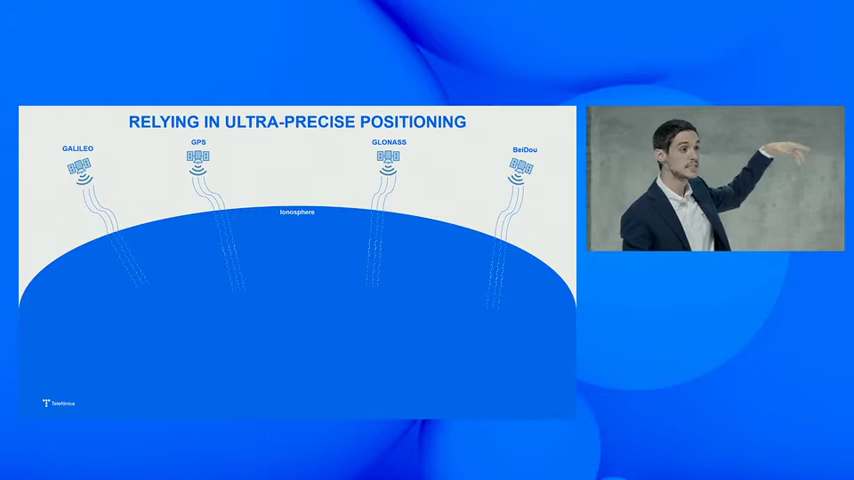 RELYING IN ULTRA-PRECISE POSITIONING
GALILEO
GPS
GLONASS
BeiDou
Ionosphere
Telefónica